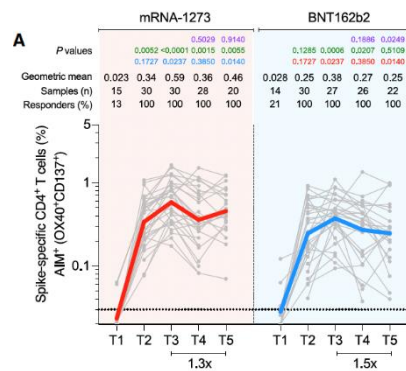 A
mRNA-1273 BNT162b2
0.5029 0.9140 0.1886 0.0249
P values 0.0052 <0.0001 0.0015 0.0055 0.1285 0.0006 0.0207 0.5109
0.1727 0.0237 0.3850 0.0140 0.1727 0.0237 0.3850 0.0140
Geometric mean 0.023 0.34 0.59 0.36 0.46 0.028 0.25 0.38 0.27 0.25
Samples (n) 15 30 30 28 20 14 30 27 26 22
Responders (%) 13 100 100 100 100 21 100 100 100 100
Spike-specific CD4⁺ T cells (%)
AIM⁺ (OX40⁺CD137⁺)
5
1
0.1
T1 T2 T3 T4 T5 T1 T2 T3 T4 T5
1.3x 1.5x